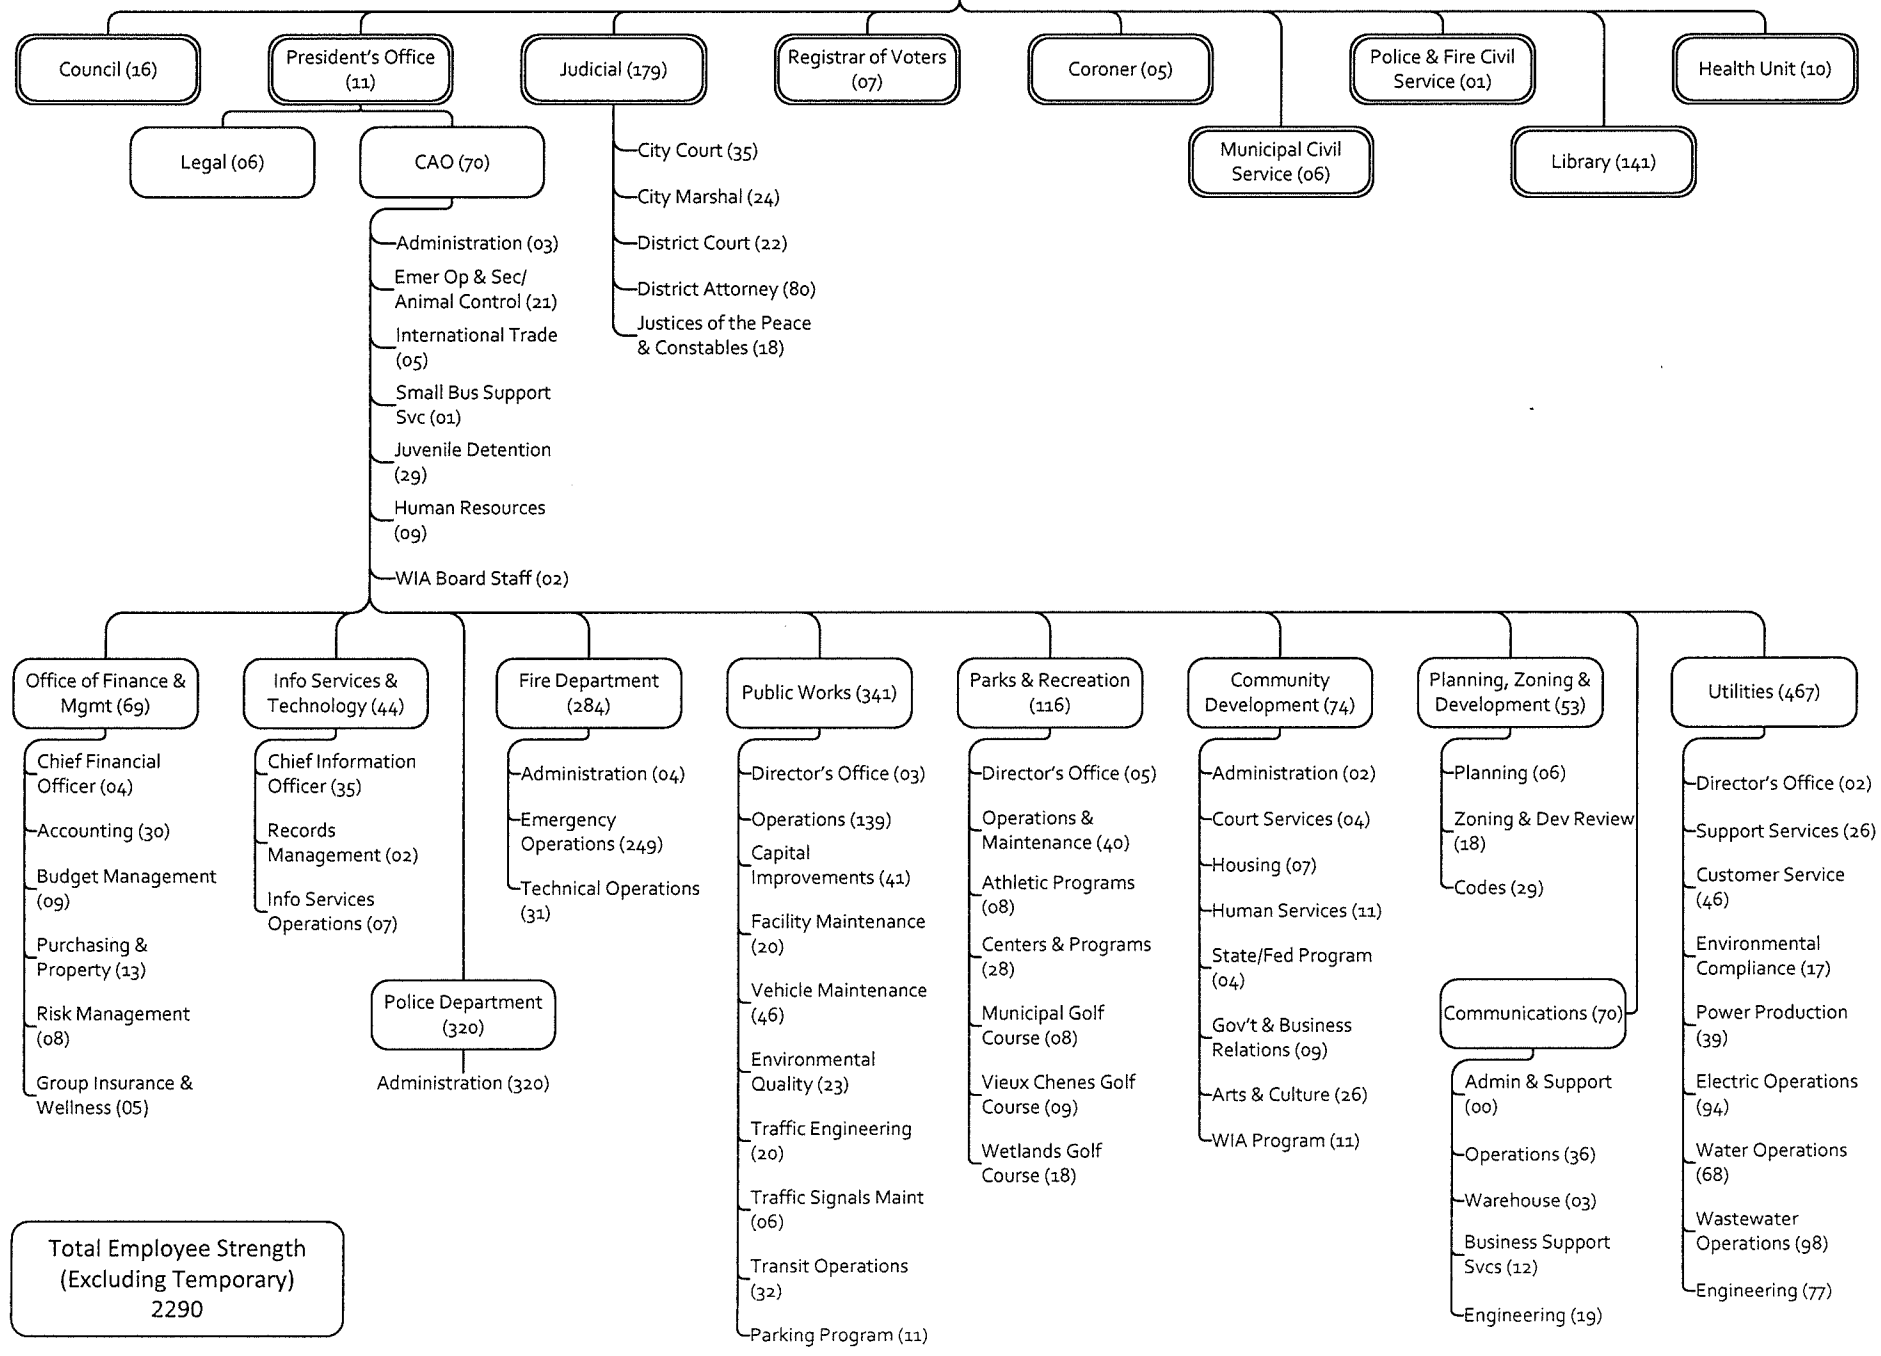 Council (16)
President's Office
(11)
Judicial (179)
Registrar of Voters
(07)
Coroner (05)
Police & Fire Civil
Service (01)
Health Unit (10)
Legal (06)
CAO (70)
Municipal Civil
Service (06)
Library (141)
City Court (35)
City Marshal (24)
District Court (22)
District Attorney (80)
Justices of the Peace
& Constables (18)
Administration (03)
Emer Op & Sec/
Animal Control (21)
International Trade
(05)
Small Bus Support
Svc (01)
Juvenile Detention
(29)
Human Resources
(09)
WIA Board Staff (02)
Office of Finance &
Mgmt (69)
Chief Financial
Officer (04)
Accounting (30)
Budget Management
(09)
Purchasing &
Property (13)
Risk Management
(08)
Group Insurance &
Wellness (05)
Info Services &
Technology (44)
Chief Information
Officer (35)
Records
Management (02)
Info Services
Operations (07)
Police Department
(320)
Administration (320)
Fire Department
(284)
Administration (04)
Emergency
Operations (249)
Technical Operations
(31)
Public Works (341)
Director's Office (03)
Operations (139)
Capital
Improvements (41)
Facility Maintenance
(20)
Vehicle Maintenance
(46)
Environmental
Quality (23)
Traffic Engineering
(20)
Traffic Signals Maint
(06)
Transit Operations
(32)
Parking Program (11)
Parks & Recreation
(116)
Director's Office (05)
Operations &
Maintenance (40)
Athletic Programs
(08)
Centers & Programs
(28)
Municipal Golf
Course (08)
Vieux Chenes Golf
Course (09)
Wetlands Golf
Course (18)
Community
Development (74)
Administration (02)
Court Services (04)
Housing (07)
Human Services (11)
State/Fed Program
(04)
Gov't & Business
Relations (09)
Arts & Culture (26)
WIA Program (11)
Planning, Zoning &
Development (53)
Planning (06)
Zoning & Dev Review
(18)
Codes (29)
Communications (70)
Admin & Support
(00)
Operations (36)
Warehouse (03)
Business Support
Svcs (12)
Engineering (19)
Utilities (467)
Director's Office (02)
Support Services (26)
Customer Service
(46)
Environmental
Compliance (17)
Power Production
(39)
Electric Operations
(94)
Water Operations
(68)
Wastewater
Operations (98)
Engineering (77)
Total Employee Strength
(Excluding Temporary)
2290